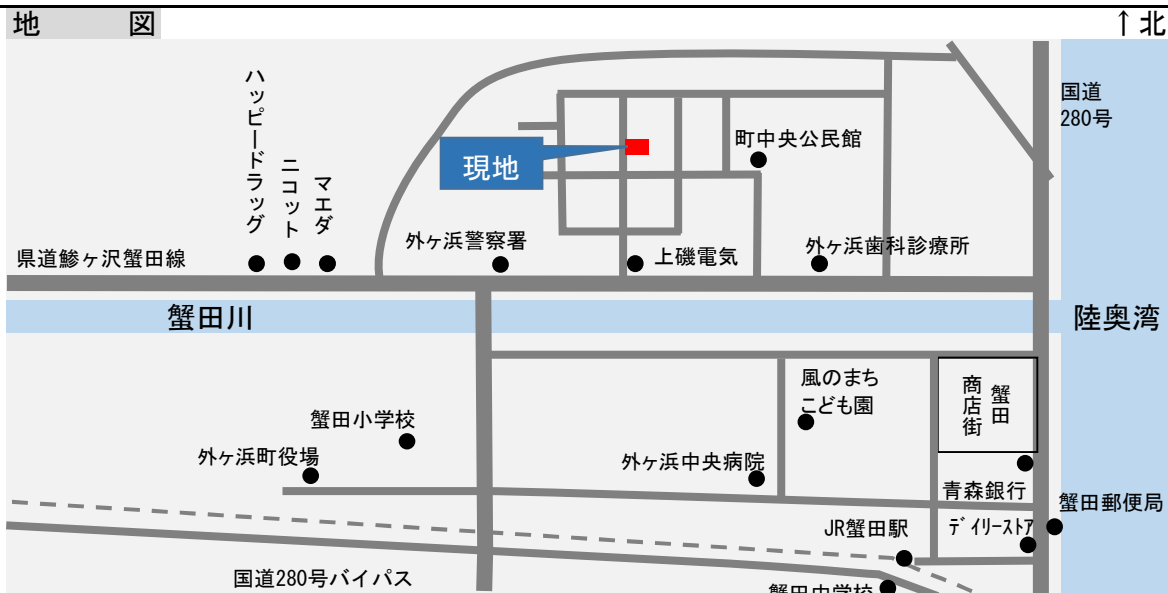 地　図
↑北
ハッピードラッグ
ニコット
マエダ
国道
280号
町中央公民館
現地
外ヶ浜警察署
上磯電気
外ヶ浜歯科診療所
県道鰺ヶ沢蟹田線
蟹田川
陸奥湾
風のまち
こども園
蟹田
商店街
蟹田小学校
外ヶ浜町役場
外ヶ浜中央病院
青森銀行
蟹田郵便局
JR蟹田駅
ﾃﾞｲﾘｰｽﾄｱ
国道280号バイパス
蟹田中学校